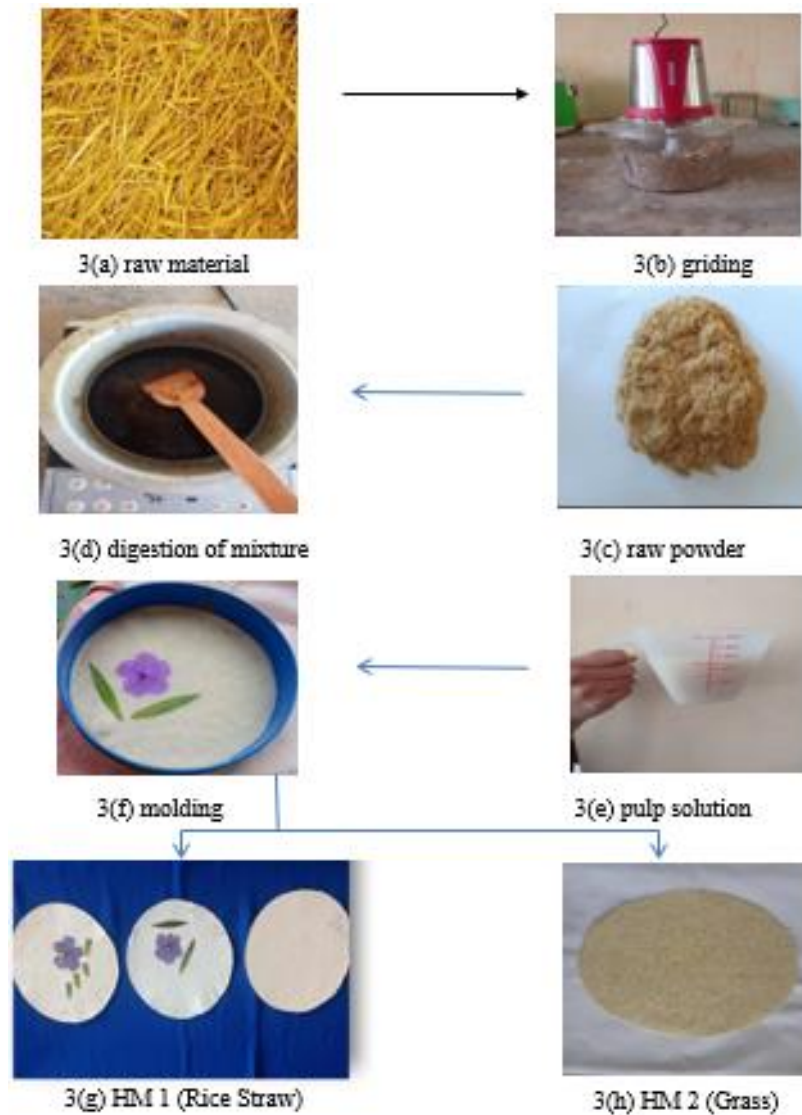 3(a) raw material
3(b) griding
3(d) digestion of mixture
3(c) raw powder
3(f) molding
3(e) pulp solution
3(g) HM 1 (Rice Straw)
3(h) HM 2 (Grass)